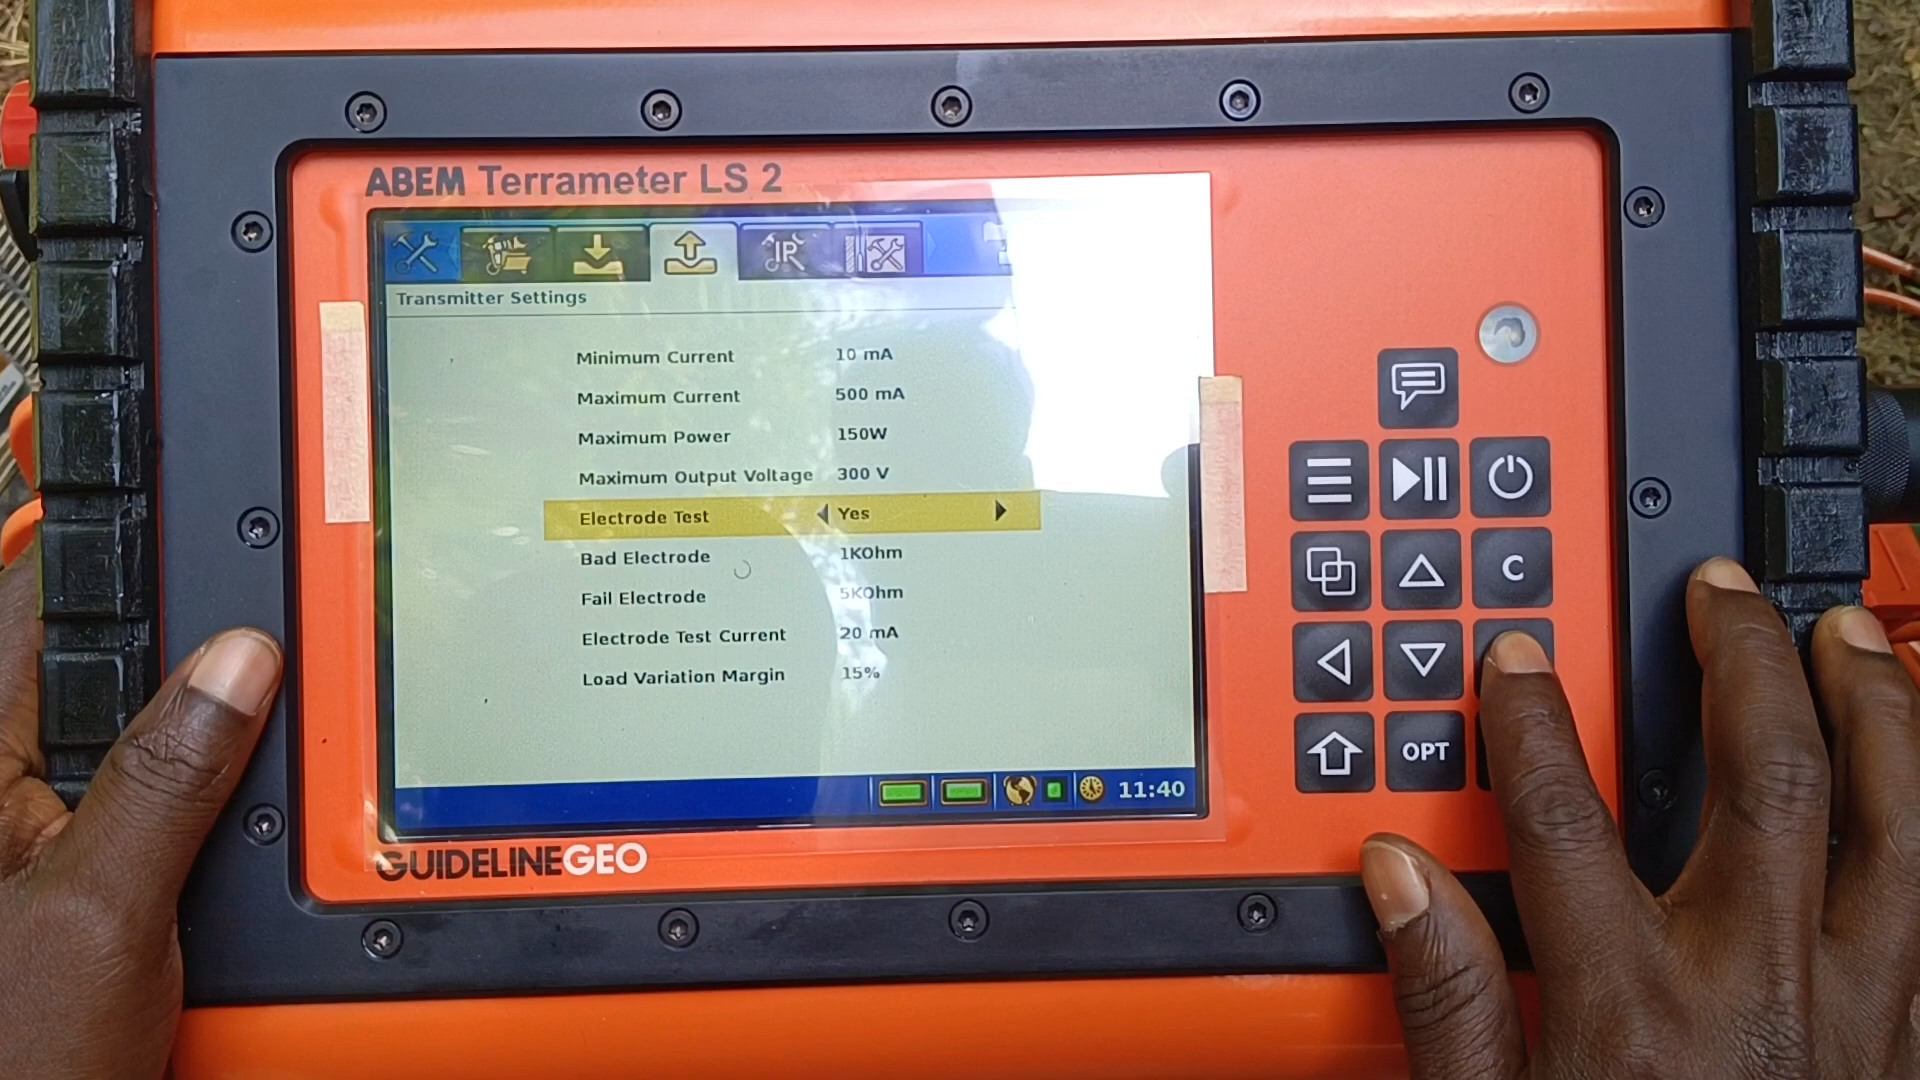 ABEM Terrameter LS 2
IR
Transmitter Settings
Minimum Current 10 mA
Maximum Current 500 mA
Maximum Power 150W
Maximum Output Voltage 300 V
Electrode Test Yes
Bad Electrode 1KOhm
Fail Electrode 5KOhm
Electrode Test Current 20 mA
Load Variation Margin 15%
11:40
GUIDELINEGEO
C
OPT